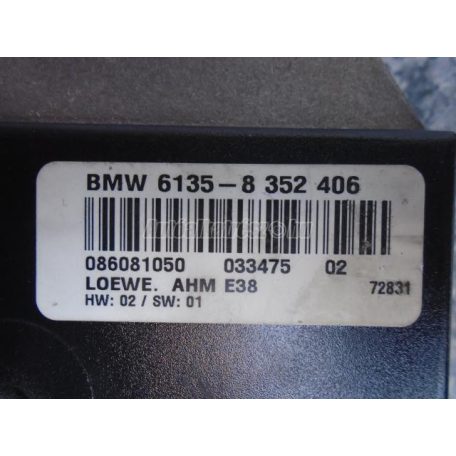 BMW 6135-8 352 406
086081050 033475 02
LOEWE. AHM E38 72831
HW: 02 / SW: 01